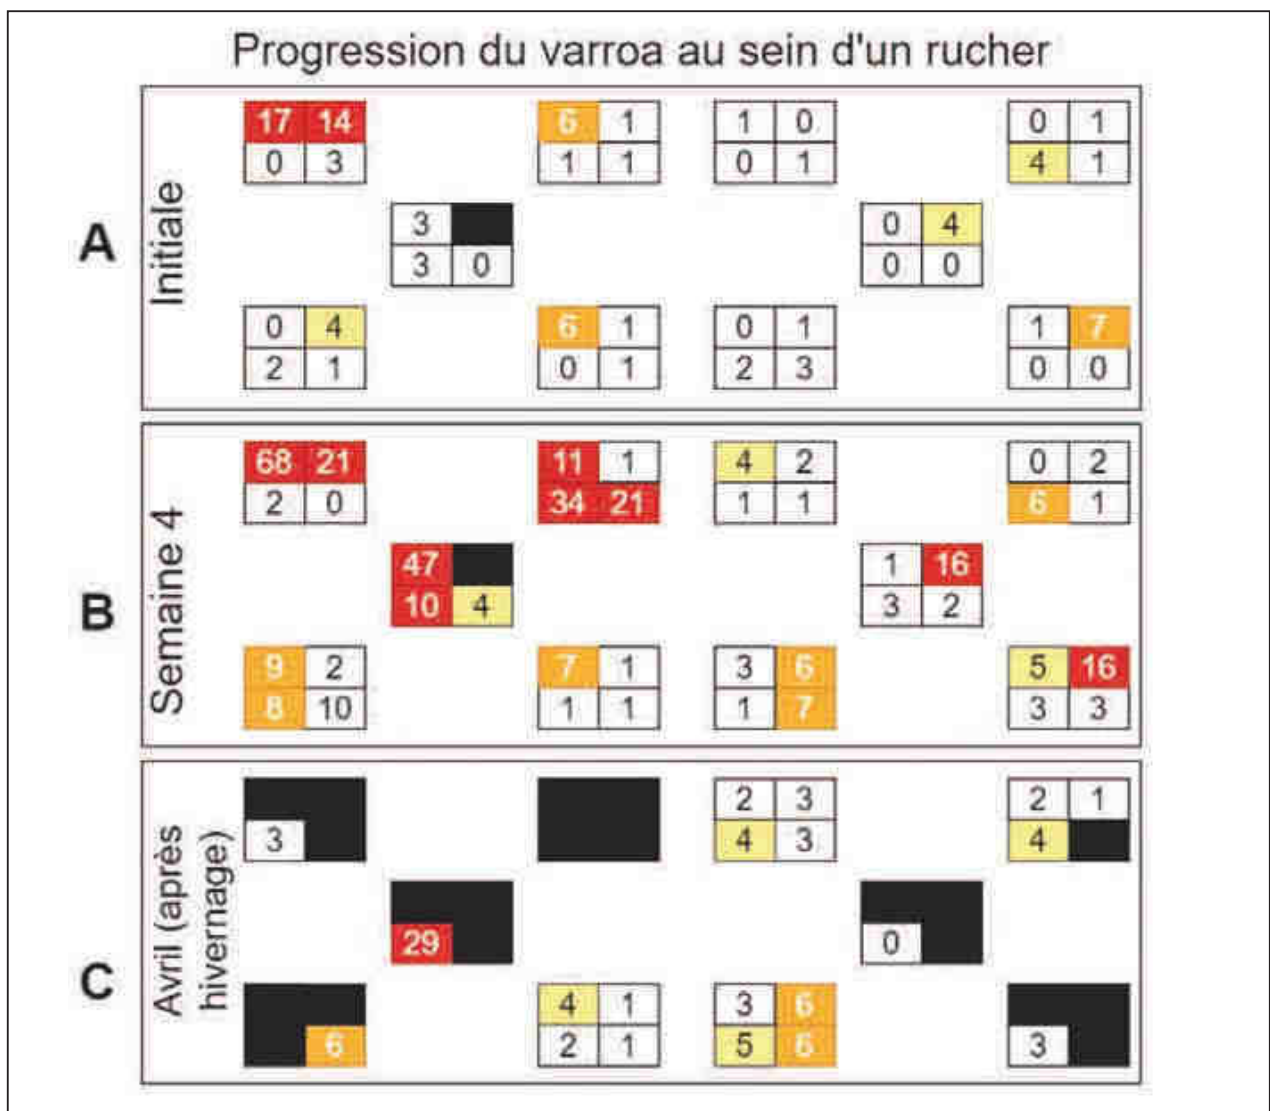 Progression du varroa au sein d'un rucher
A
Initiale
17 14 6 1 1 0 0 1
0 3 1 1 0 1 4 1
3 0 4
3 0 0 0
0 4 6 1 0 1 1 7
2 1 0 1 2 3 0 0
B
Semaine 4
68 21 11 1 4 2 0 2
2 0 34 21 1 1 6 1
47 1 16
10 4 3 2
9 2 7 1 3 6 5 16
8 10 1 1 1 7 3 3
C
Avril (après
hivernage)
2 3 2 1
3 4 3 4
29 0
4 1 3 6
6 2 1 5 6 3